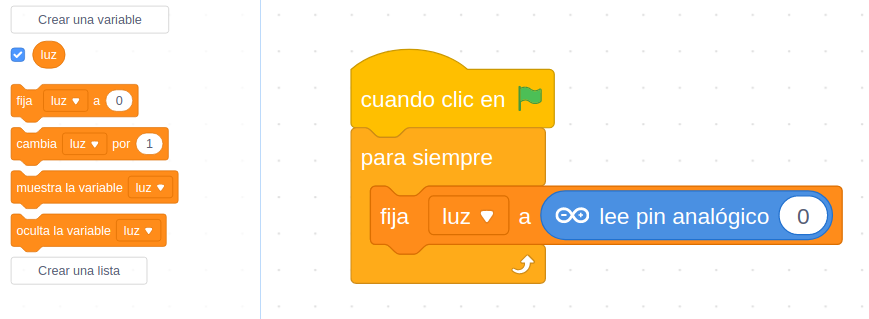 Crear una variable
luz
fija luz a 0
cambia luz por 1
muestra la variable luz
oculta la variable luz
Crear una lista
cuando clic en
para siempre
fija luz a lee pin analógico 0